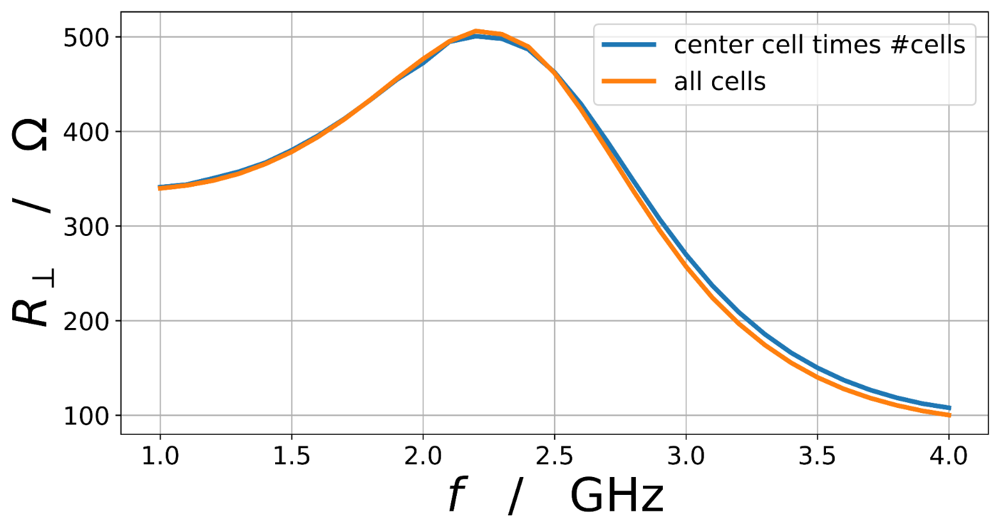 500
400
300
200
100
R⊥ / Ω
center cell times #cells
all cells
1.0 1.5 2.0 2.5 3.0 3.5 4.0
f / GHz